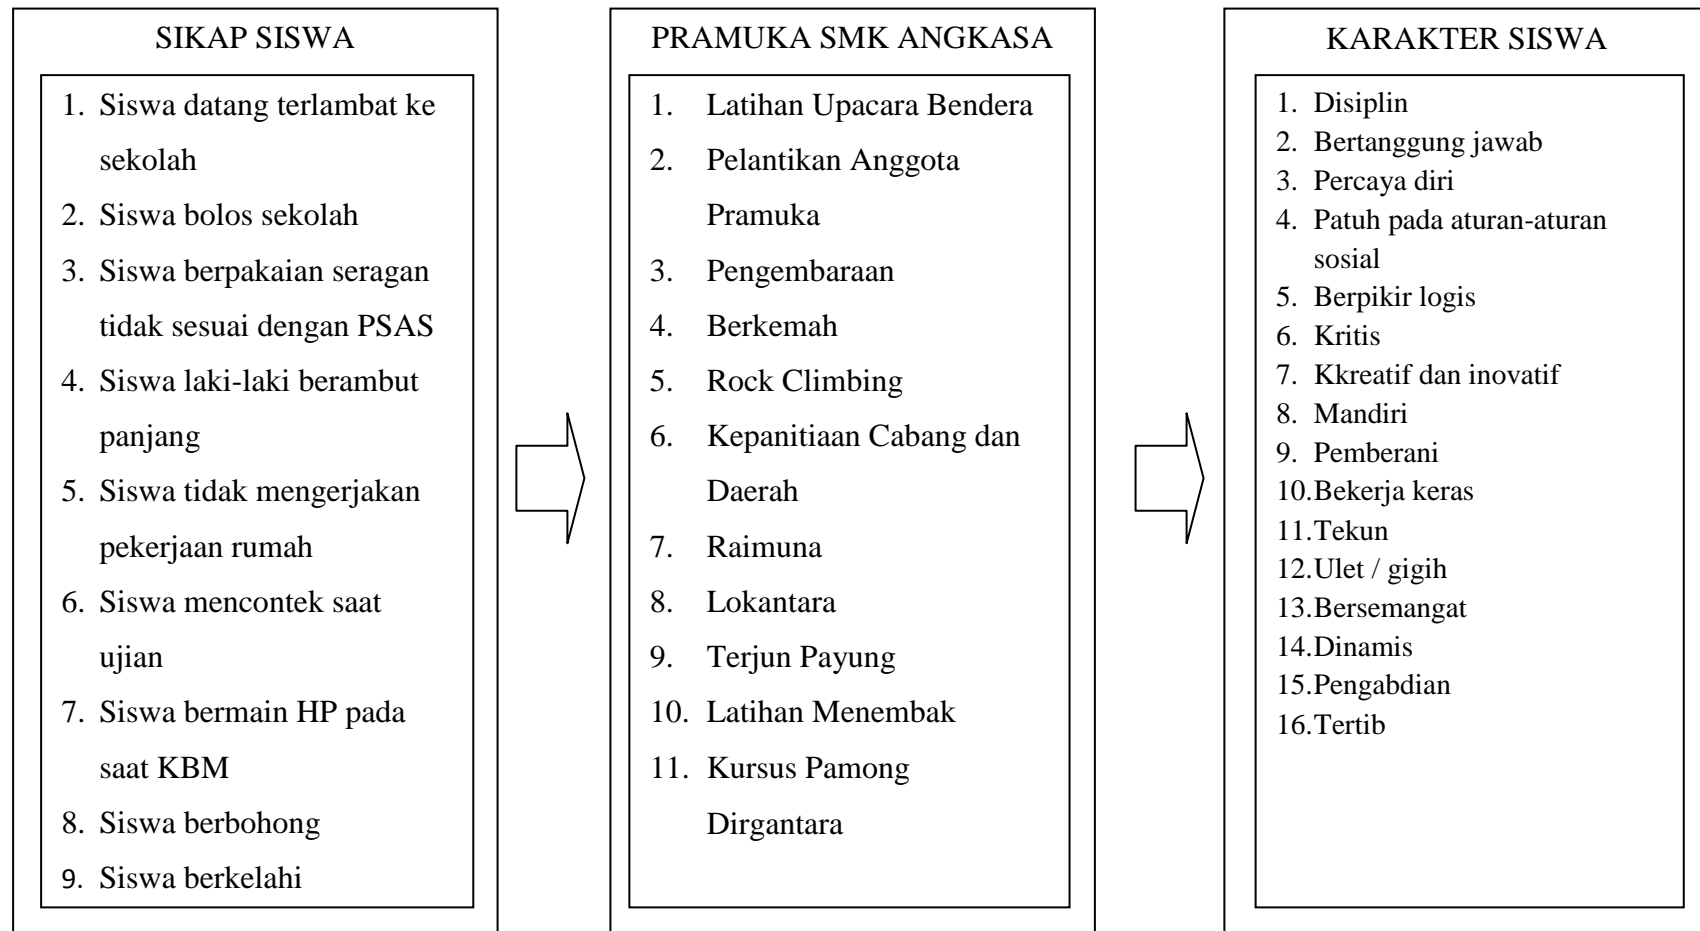 SIKAP SISWA
1. Siswa datang terlambat ke
sekolah
2. Siswa bolos sekolah
3. Siswa berpakaian seragan
tidak sesuai dengan PSAS
4. Siswa laki-laki berambut
panjang
5. Siswa tidak mengerjakan
pekerjaan rumah
6. Siswa mencontek saat
ujian
7. Siswa bermain HP pada
saat KBM
8. Siswa berbohong
9. Siswa berkelahi
PRAMUKA SMK ANGKASA
1. Latihan Upacara Bendera
2. Pelantikan Anggota
Pramuka
3. Pengembaraan
4. Berkemah
5. Rock Climbing
6. Kepanitiaan Cabang dan
Daerah
7. Raimuna
8. Lokantara
9. Terjun Payung
10. Latihan Menembak
11. Kursus Pamong
Dirgantara
KARAKTER SISWA
1. Disiplin
2. Bertanggung jawab
3. Percaya diri
4. Patuh pada aturan-aturan
sosial
5. Berpikir logis
6. Kritis
7. Kkreatif dan inovatif
8. Mandiri
9. Pemberani
10.Bekerja keras
11.Tekun
12.Ulet / gigih
13.Bersemangat
14.Dinamis
15.Pengabdian
16.Tertib